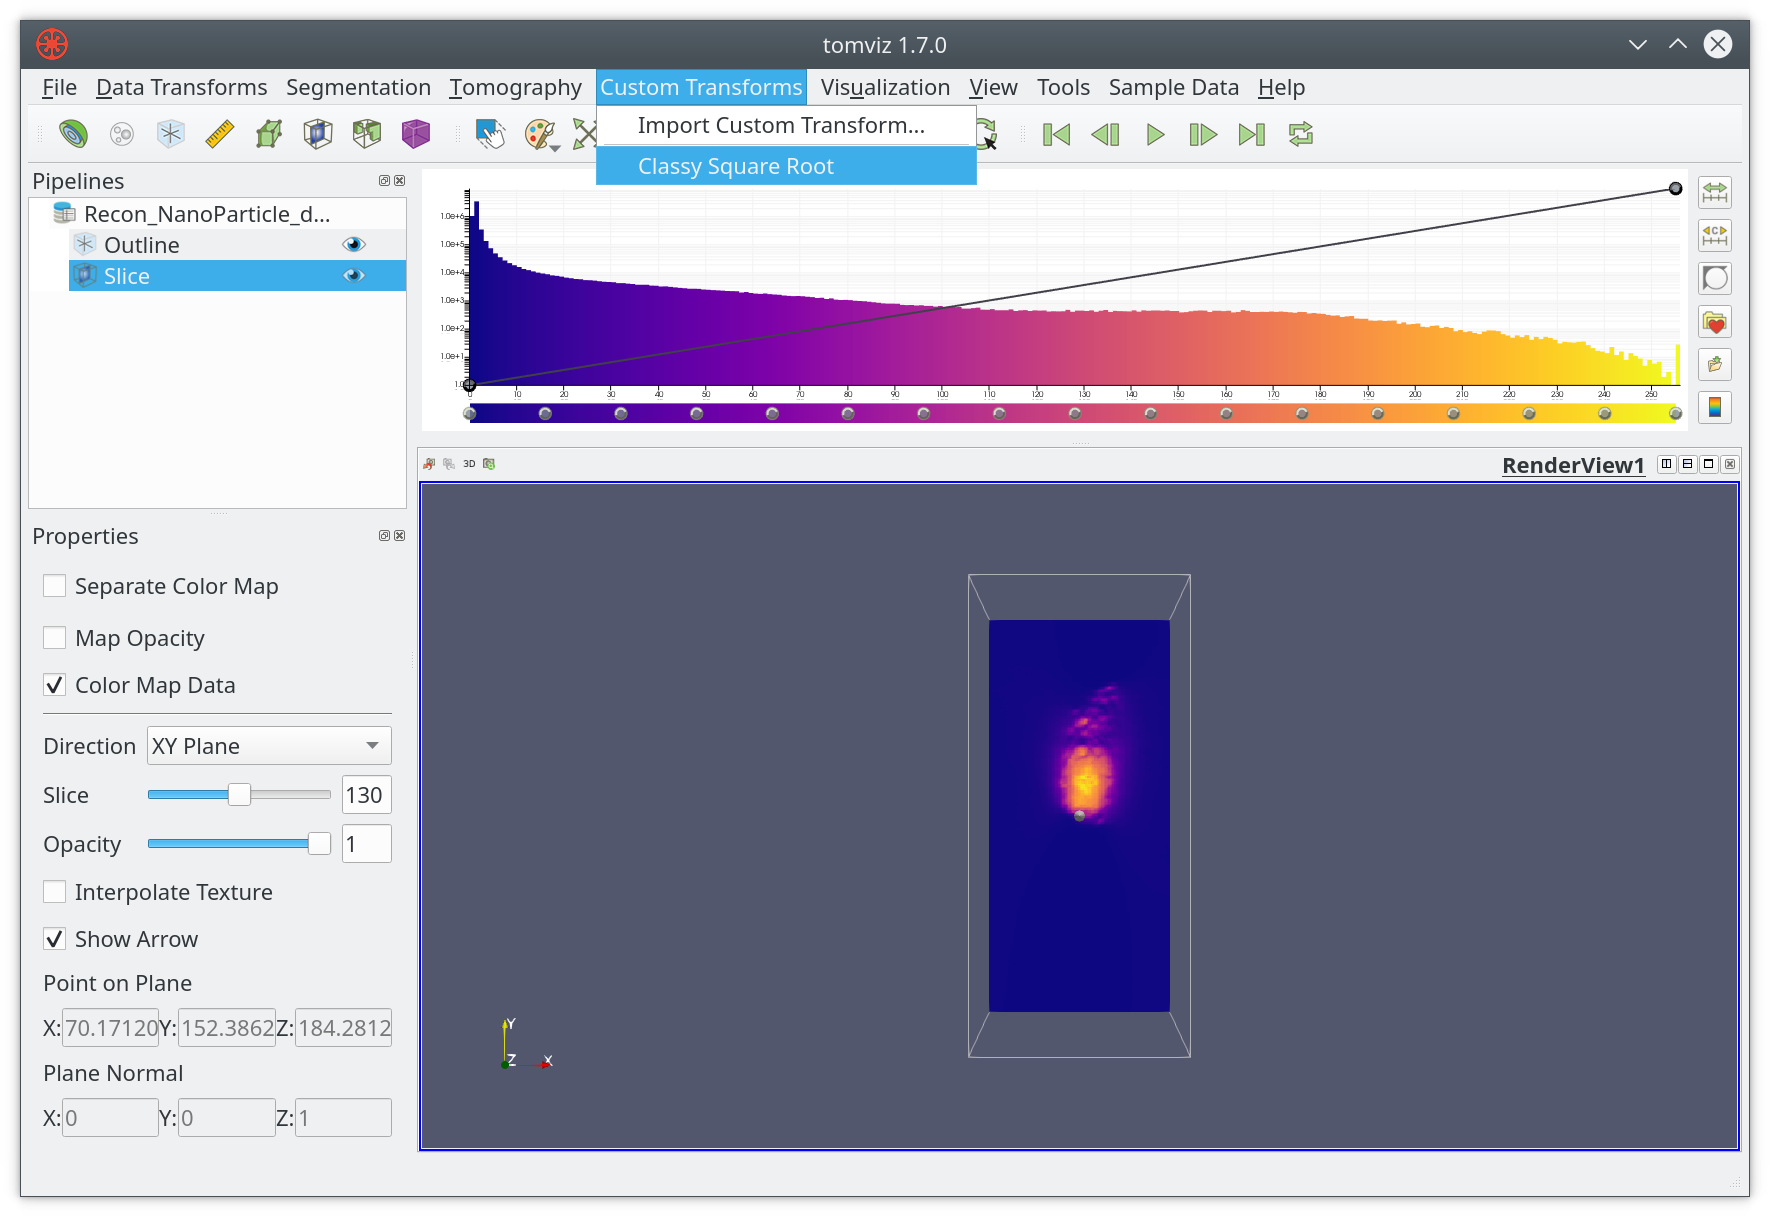 tomviz 1.7.0
File Data Transforms Segmentation Tomography Custom Transforms Visualization View Tools Sample Data Help
Import Custom Transform...
Classy Square Root
Pipelines
Recon_NanoParticle_d...
Outline
Slice
1.0e+6
1.0e+5
1.0e+4
1.0e+3
1.0e+2
1.0e+1
1.0
0 10 20 30 40 50 60 70 80 90 100 110 120 130 140 150 160 170 180 190 200 210 220 230 240 250
C
3D
RenderView1
Properties
Separate Color Map
Map Opacity
Color Map Data
Direction XY Plane
Slice 130
Opacity 1
Interpolate Texture
Show Arrow
Point on Plane
X: 70.17120 Y: 152.3862 Z: 184.2812
Plane Normal
X: 0 Y: 0 Z: 1
Y
Z X